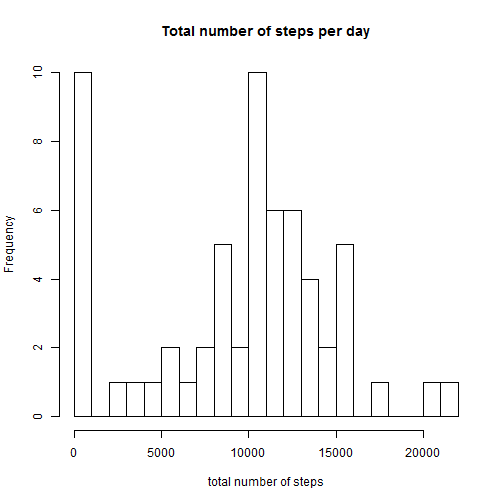 Total number of steps per day
Frequency
10
8
6
4
2
0
0 5000 10000 15000 20000
total number of steps